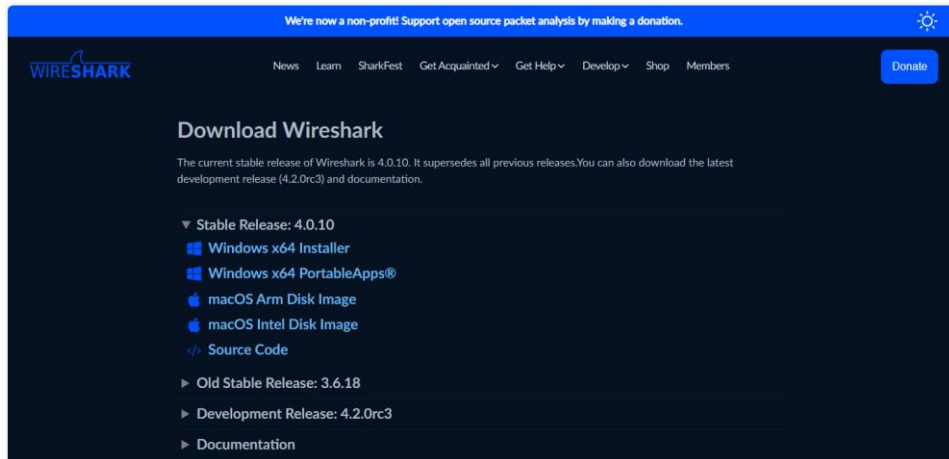 We're now a non-profit! Support open source packet analysis by making a donation.
WIRESHARK
News Learn SharkFest Get Acquainted Get Help Develop Shop Members
Donate
Download Wireshark
The current stable release of Wireshark is 4.0.10. It supersedes all previous releases.You can also download the latest
development release (4.2.0rc3) and documentation.
Stable Release: 4.0.10
Windows x64 Installer
Windows x64 PortableApps®
macOS Arm Disk Image
macOS Intel Disk Image
</> Source Code
Old Stable Release: 3.6.18
Development Release: 4.2.0rc3
Documentation